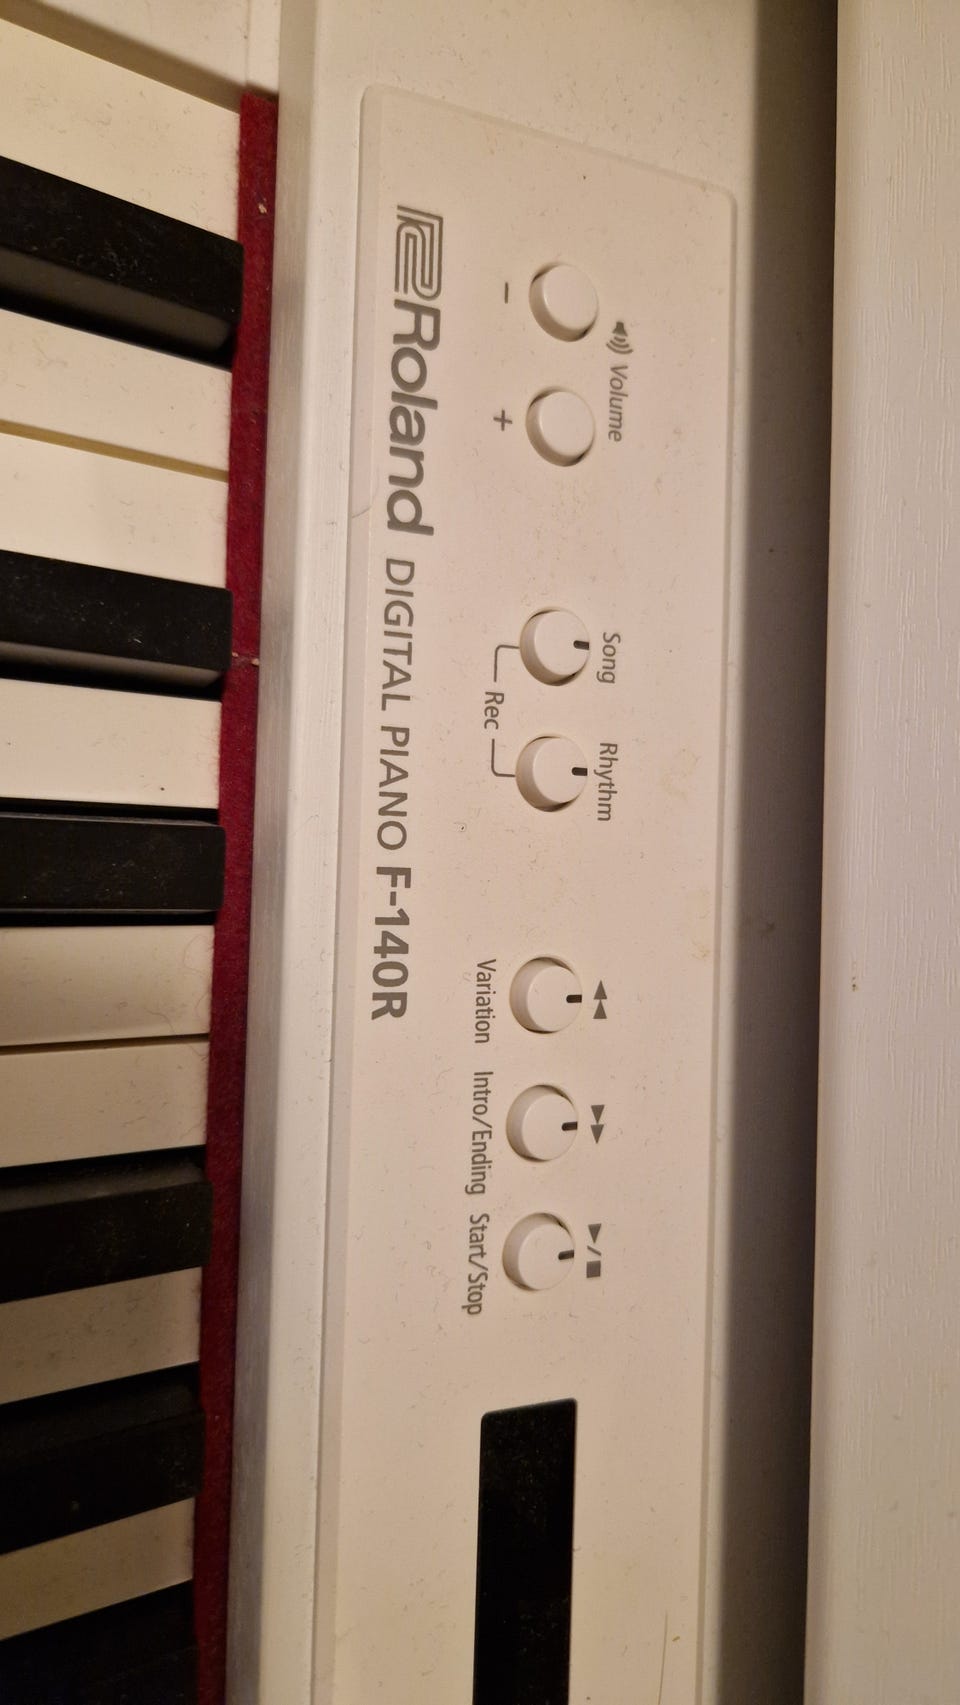 Volume
- +
Song Rhythm
Rec
◀◀ ▶▶ ▶/■
Variation Intro/Ending Start/Stop
Roland DIGITAL PIANO F-140R